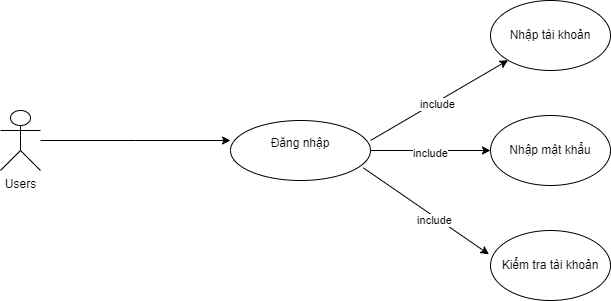 Nhập tài khoản
include
Users
Đăng nhập
include
Nhập mật khẩu
include
Kiểm tra tài khoản